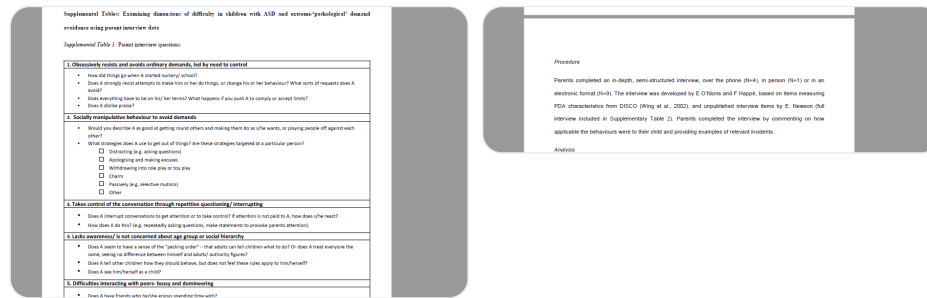 Supplemental Tables: Examining dimensions of difficulty in children with ASD and extreme/'pathological' demand
avoidance using parent interview data
Supplemental Table 1: Parent interview questions
1. Obsessively resists and avoids ordinary demands, led by need to control
• How did things go when A started nursery/ school?
• Does A strongly resist attempts to make him or her do things, or change his or her behaviour? What sorts of requests does A
avoid?
• Does everything have to be on his/ her terms? What happens if you push A to comply or accept limits?
• Does A dislike praise?
2. Socially manipulative behaviour to avoid demands
• Would you describe A as good at getting round others and making them do as s/he wants, or playing people off against each
other?
• What strategies does A use to get out of things? Are these strategies targeted at a particular person?
☐ Distracting (e.g. asking questions)
☐ Apologising and making excuses
☐ Withdrawing into role play or toy play
☐ Charm
☐ Passively (e.g. selective mutism)
☐ Other
3. Takes control of the conversation through repetitive questioning/ interrupting
• Does A interrupt conversations to get attention or to take control? If attention is not paid to A, how does s/he react?
• How does A do this? (e.g. repeatedly asking questions, make statements to provoke parents attention).
4. Lacks awareness/ is not concerned about age group or social hierarchy
• Does A seem to have a sense of the "pecking order" – that adults can tell children what to do? Or does A treat everyone the
same, seeing no difference between himself and adults/ authority figures?
• Does A tell other children how they should behave, but does not feel these rules apply to him/herself?
• Does A see him/herself as a child?
5. Difficulties interacting with peers- bossy and domineering
• Does A have friends who he/she enjoys spending time with?
Procedure
Parents completed an in-depth, semi-structured interview, over the phone (N=4), in person (N=1) or in an
electronic format (N=9). The interview was developed by E O'Nions and F Happé, based on items measuring
PDA characteristics from DISCO (Wing et al., 2002), and unpublished interview items by E. Newson (full
interview included in Supplementary Table 2). Parents completed the interview by commenting on how
applicable the behaviours were to their child and providing examples of relevant incidents.
Analysis